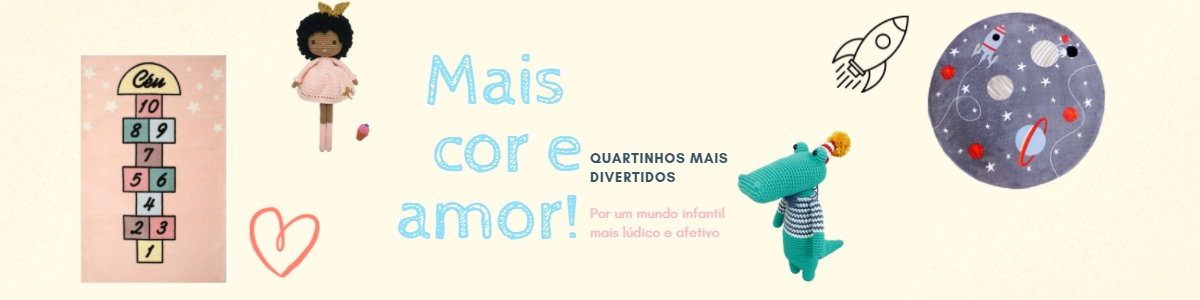 Céu
10
8 9
7
5 6
4
2 3
1
Mais
cor e
amor!
QUARTINHOS MAIS
DIVERTIDOS
Por um mundo infantil
mais lúdico e afetivo